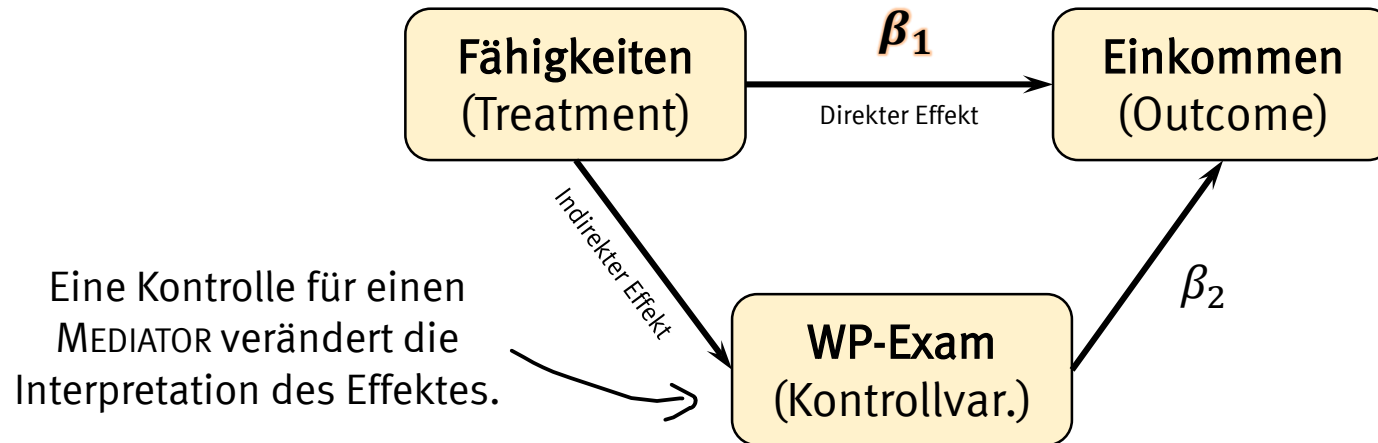 Fähigkeiten
(Treatment)
β₁
Direkter Effekt
Einkommen
(Outcome)
Indirekter Effekt
β₂
Eine Kontrolle für einen
MEDIATOR verändert die
Interpretation des Effektes.
WP-Exam
(Kontrollvar.)